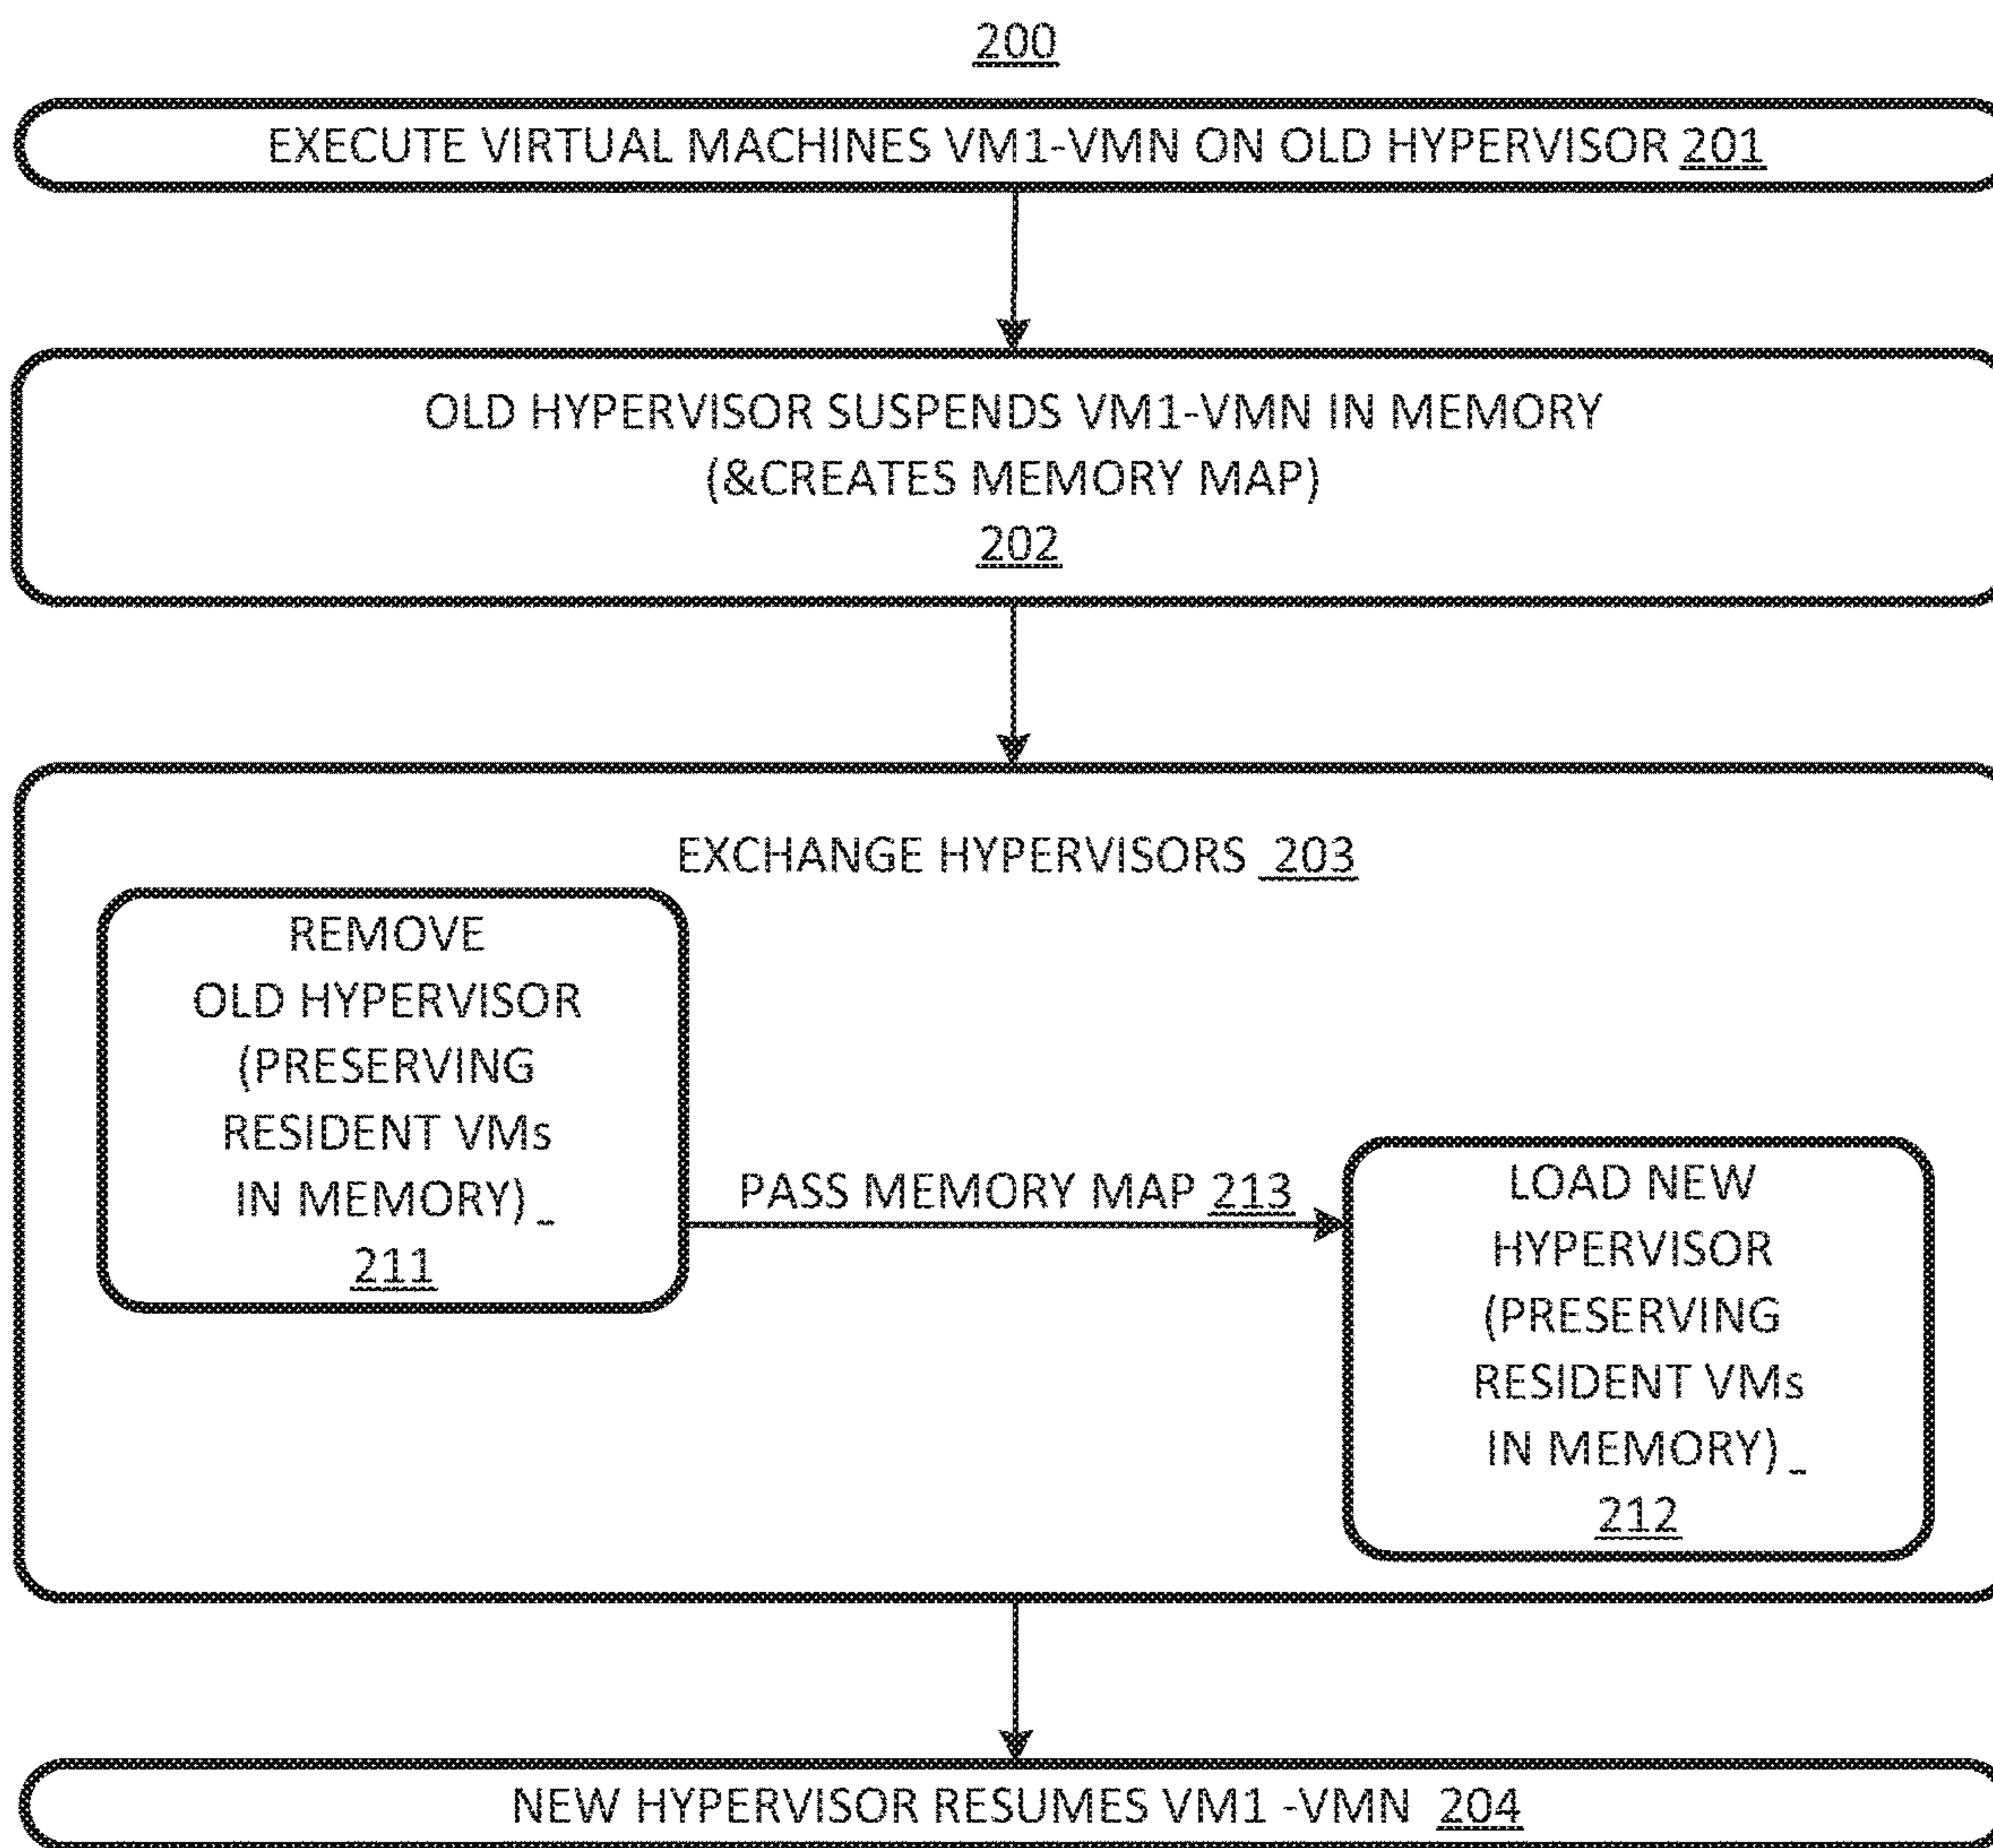 200
EXECUTE VIRTUAL MACHINES VM1-VMN ON OLD HYPERVISOR 201
OLD HYPERVISOR SUSPENDS VM1-VMN IN MEMORY
(&CREATES MEMORY MAP)
202
EXCHANGE HYPERVISORS 203
REMOVE
OLD HYPERVISOR
(PRESERVING
RESIDENT VMs
IN MEMORY)
211
PASS MEMORY MAP 213
LOAD NEW
HYPERVISOR
(PRESERVING
RESIDENT VMs
IN MEMORY)
212
NEW HYPERVISOR RESUMES VM1 -VMN 204